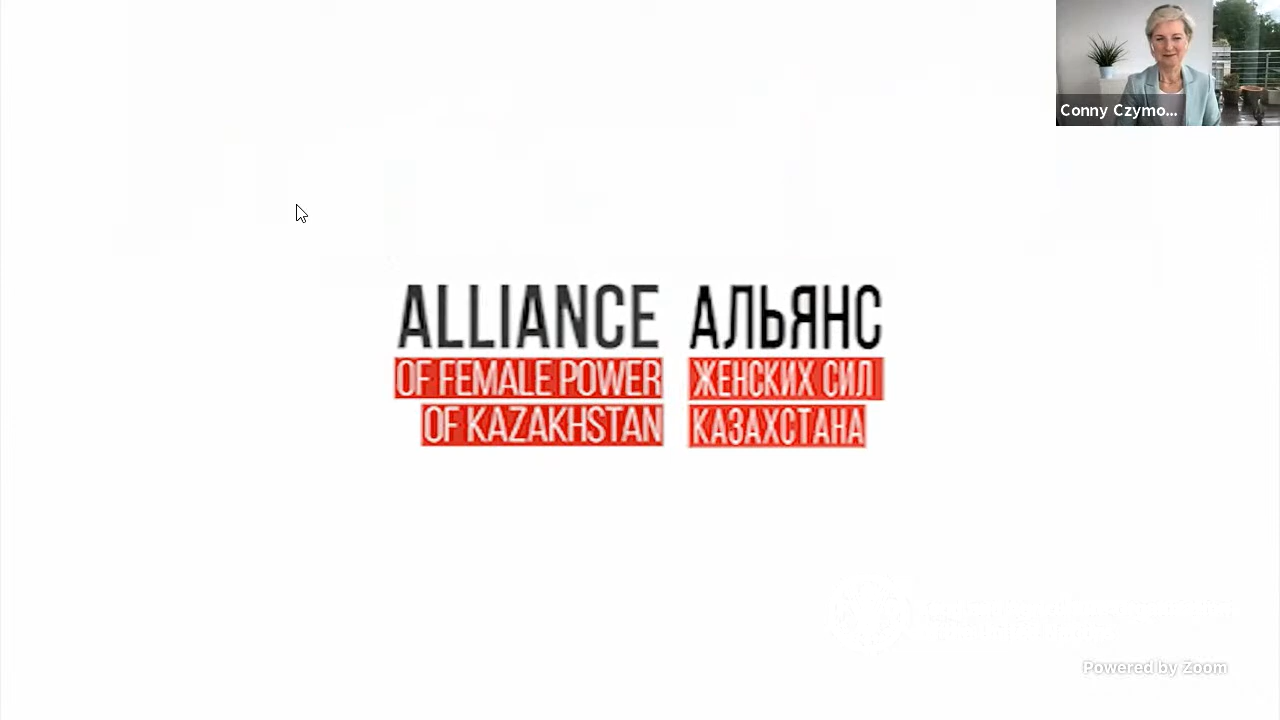 Conny Czymo...
ALLIANCE
OF FEMALE POWER
OF KAZAKHSTAN
АЛЬЯНС
ЖЕНСКИХ СИЛ
КАЗАХСТАНА
Powered by Zoom